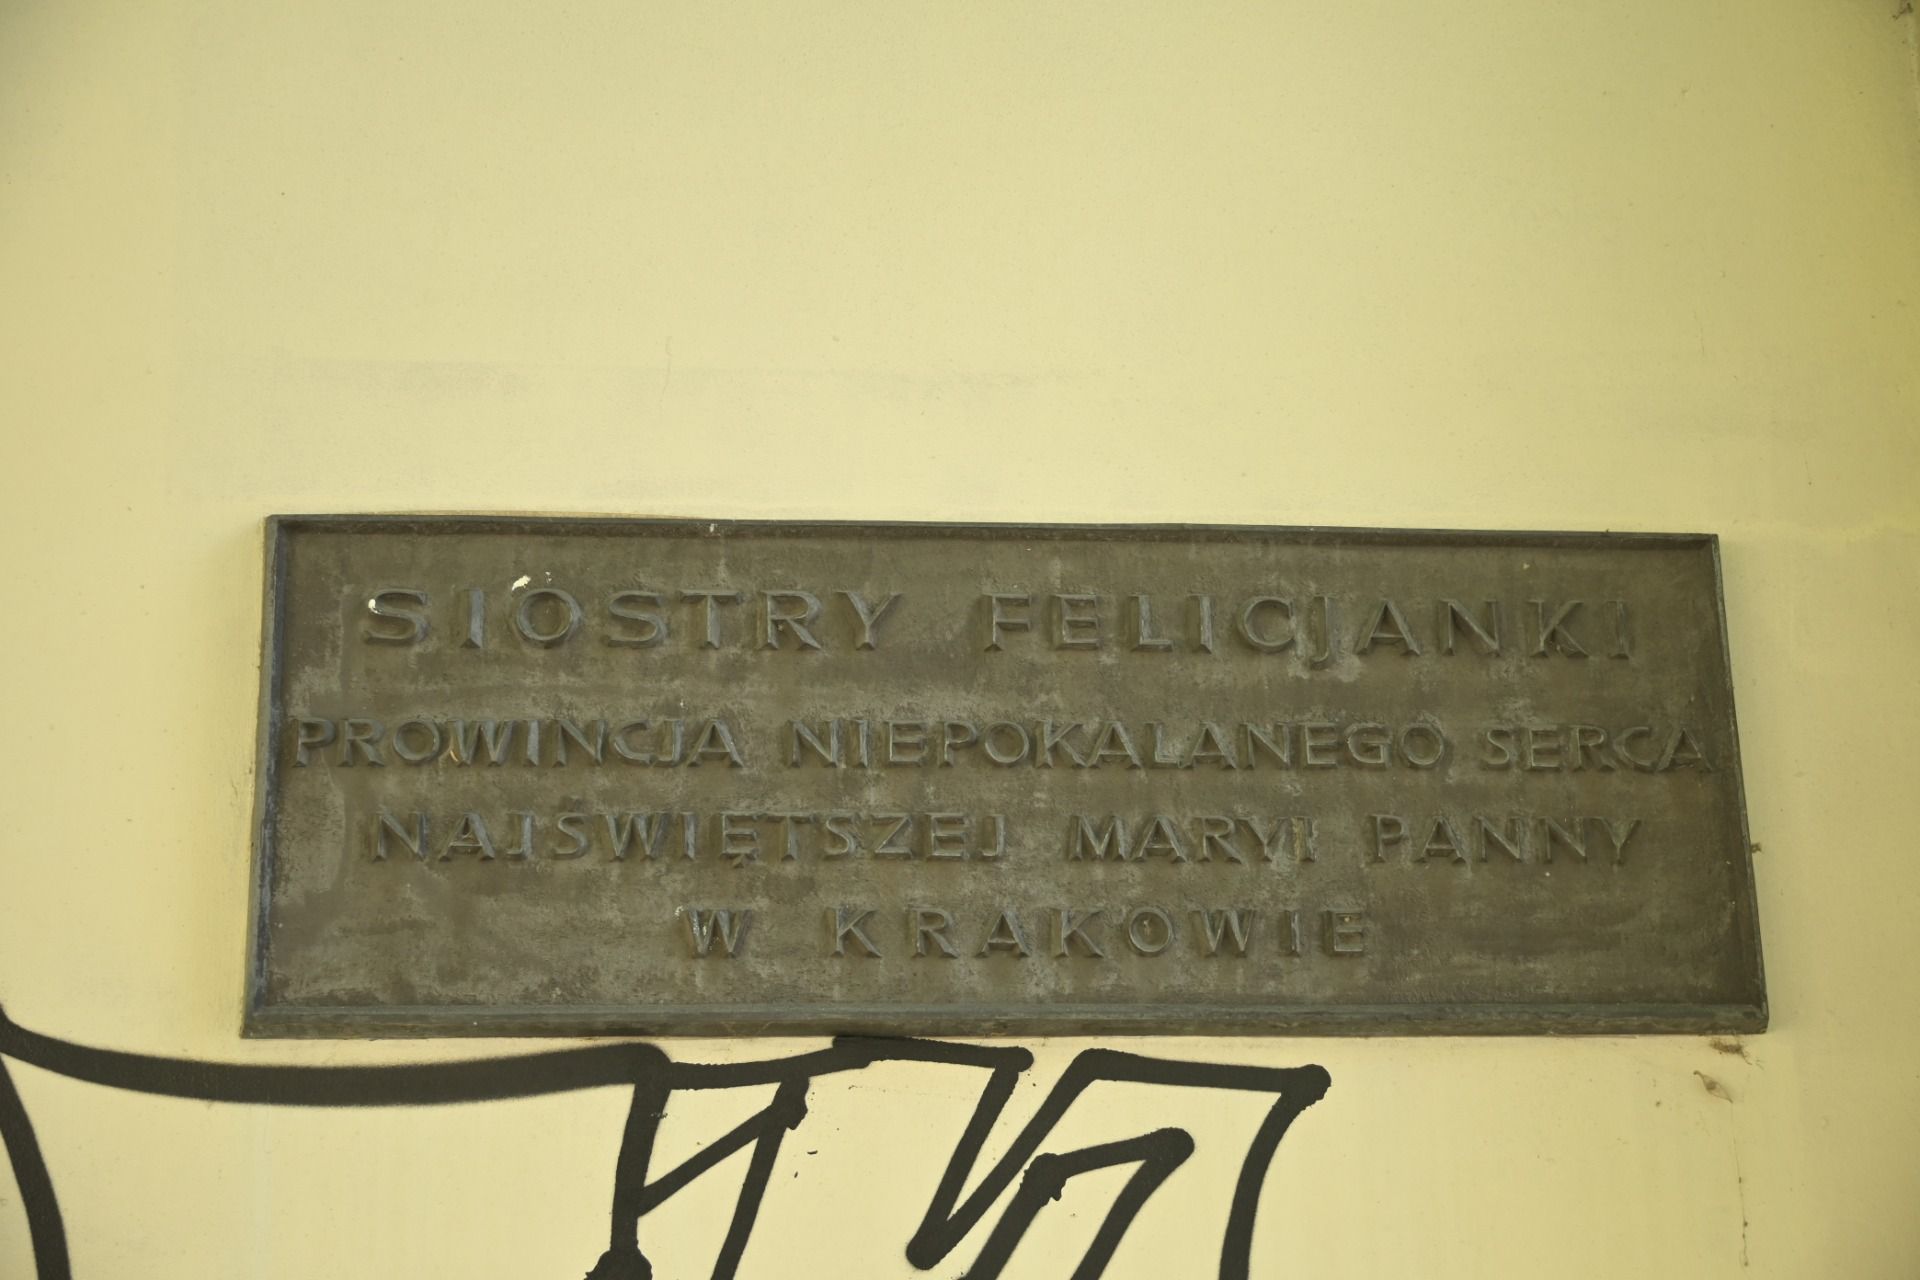 SIOSTRY FELICJANKI
PROWINCJA NIEPOKALANEGO SERCA
NAJŚWIĘTSZEJ MARYI PANNY
W KRAKOWIE